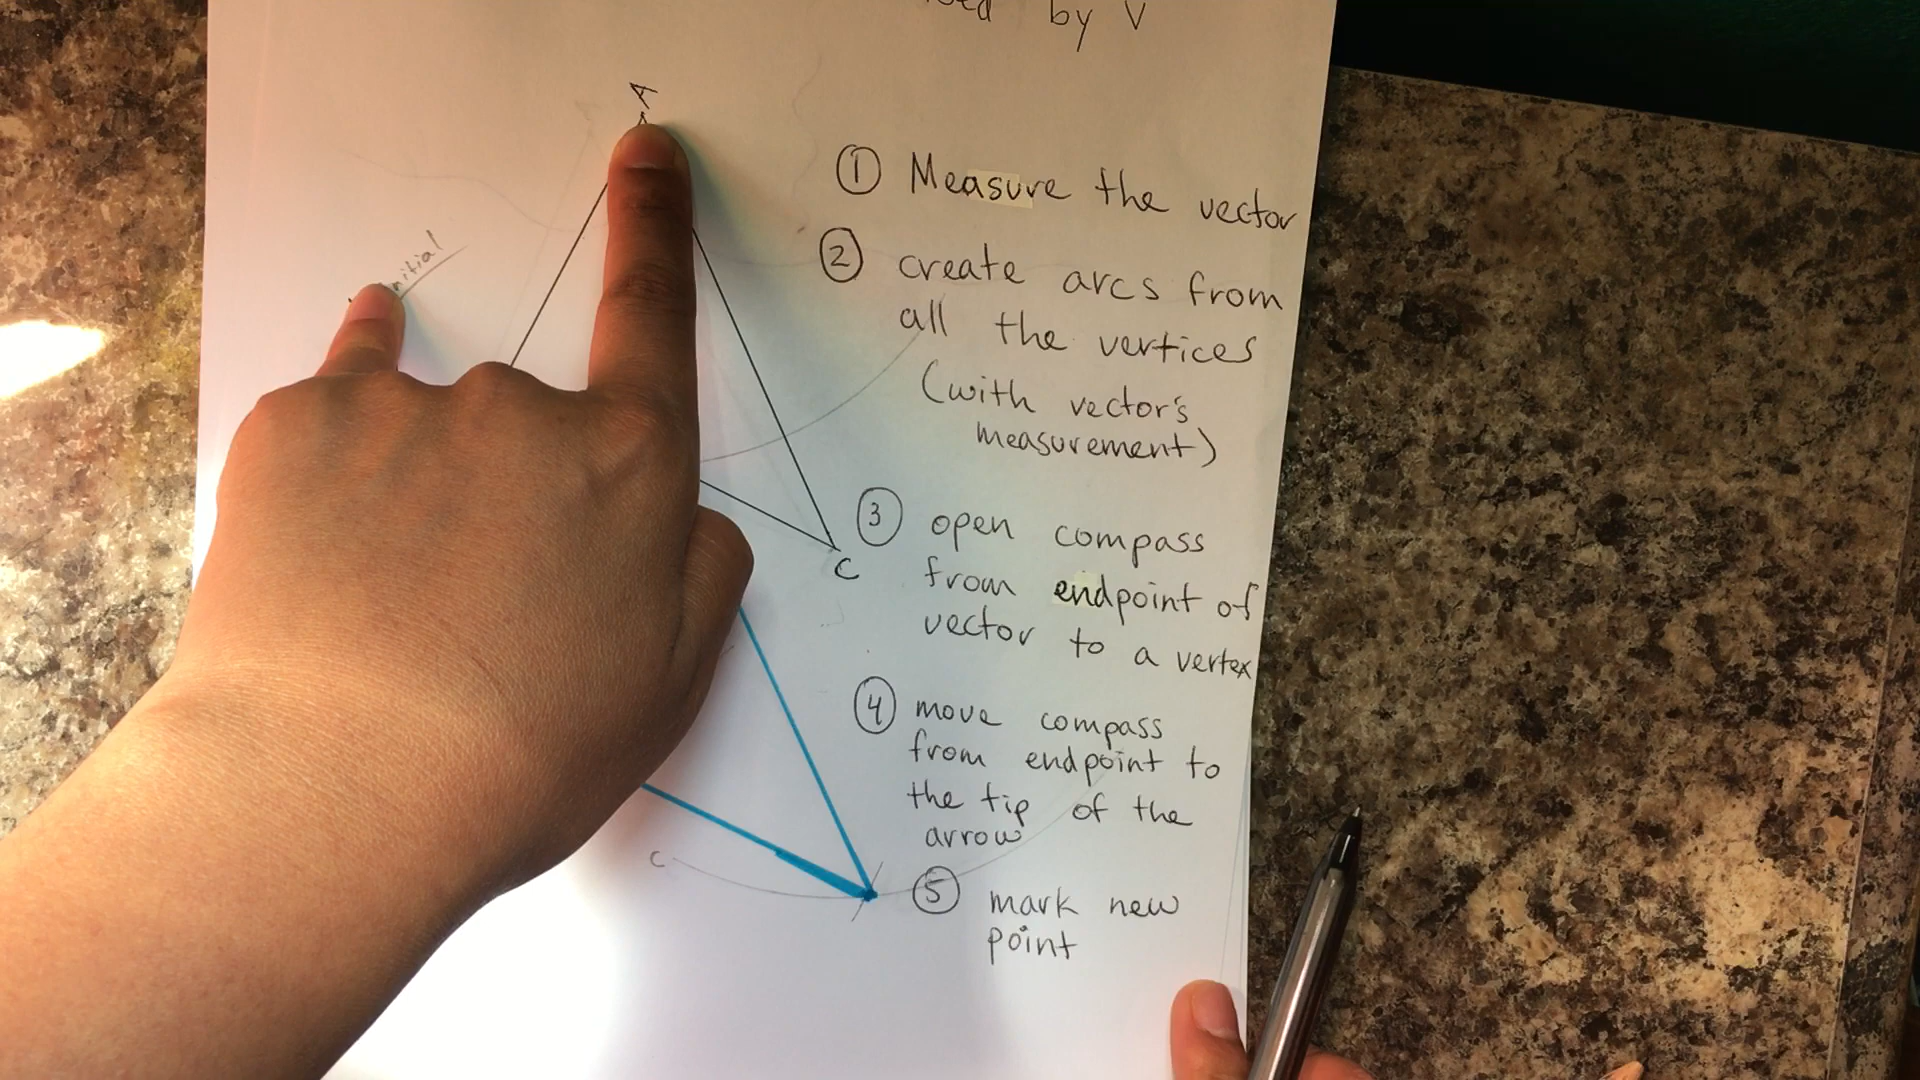 by V
A
① Measure the vector
② create arcs from
all the vertices
(with vector's
measurement)
③ open compass
from endpoint of
vector to a vertex
C
④ move compass
from endpoint to
the tip of the
arrow
C
⑤ mark new
point